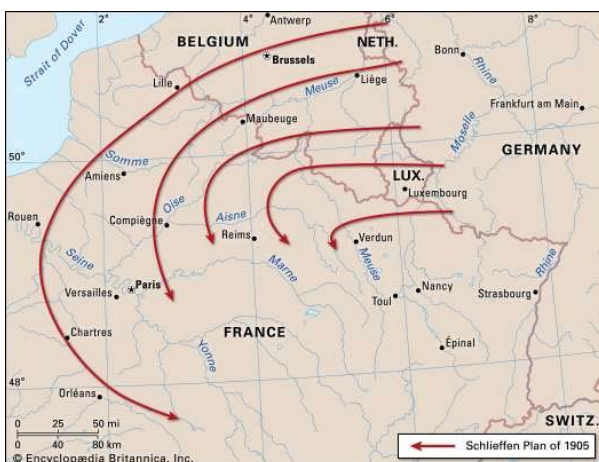 2°
4°
6°
8°
Antwerp
Strait of Dover
BELGIUM
NETH.
Bonn
Rhine
Brussels
Lille
Meuse
Liège
Frankfurt am Main
Maubeuge
Moselle
50°
Somme
GERMANY
Amiens
LUX.
Luxembourg
Rouen
Compiègne
Oise
Aisne
Reims
Verdun
Seine
Marne
Meuse
Rhine
Paris
Versailles
Toul
Nancy
Strasbourg
Chartres
FRANCE
Yonne
Épinal
48°
Orléans
0 25 50 mi
0 40 80 km
SWITZ.
Schlieffen Plan of 1905
© Encyclopædia Britannica, Inc.